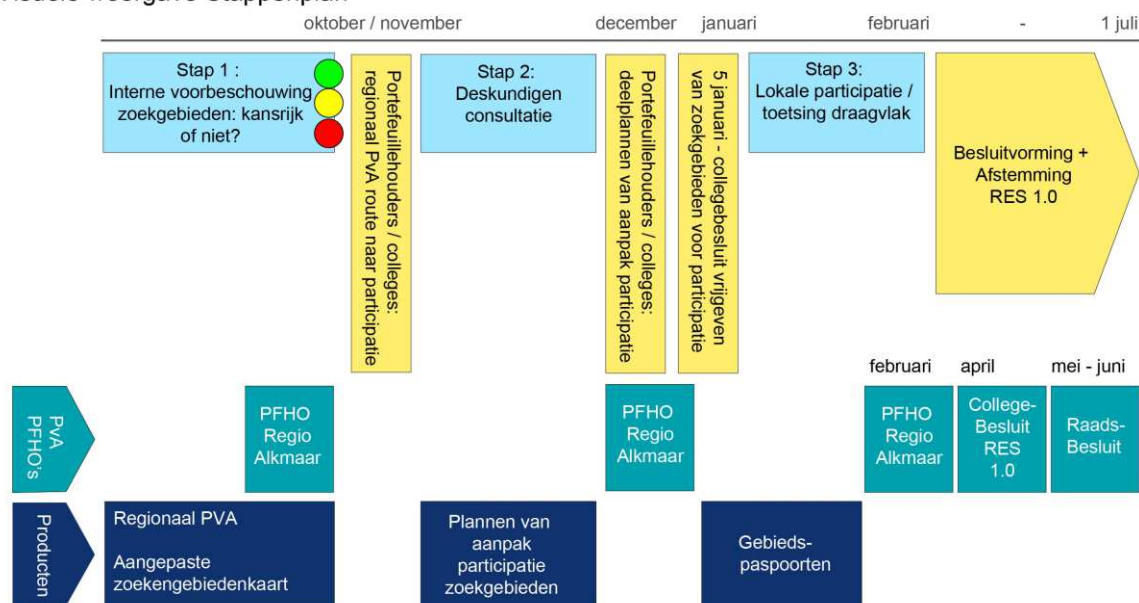 oktober / november
december
januari
februari
-
1 juli
Stap 1 :
Interne voorbeschouwing
zoekgebieden: kansrijk
of niet?
Portefeuillehouders / colleges:
regionaal PvA route naar participatie
Stap 2:
Deskundigen
consultatie
Portefeuillehouders / colleges:
deelplannen van aanpak participatie
5 januari - collegebesluit vrijgeven
van zoekgebieden voor participatie
Stap 3:
Lokale participatie /
toetsing draagvlak
Besluitvorming +
Afstemming
RES 1.0
februari
april
mei - juni
PvA
PFHO's
PFHO
Regio
Alkmaar
PFHO
Regio
Alkmaar
PFHO
Regio
Alkmaar
College-
Besluit
RES
1.0
Raads-
Besluit
Producten
Regionaal PVA
Aangepaste
zoekengebiedenkaart
Plannen van
aanpak
participatie
zoekgebieden
Gebieds-
paspoorten